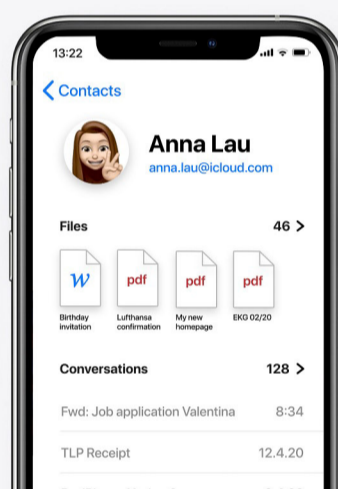 13:22
Contacts
Anna Lau
anna.lau@icloud.com
Files
46
W
pdf
pdf
pdf
Birthday
invitation
Lufthansa
confirmation
My new
homepage
EKG 02/20
Conversations
128
Fwd: Job application Valentina
8:34
TLP Receipt
12.4.20